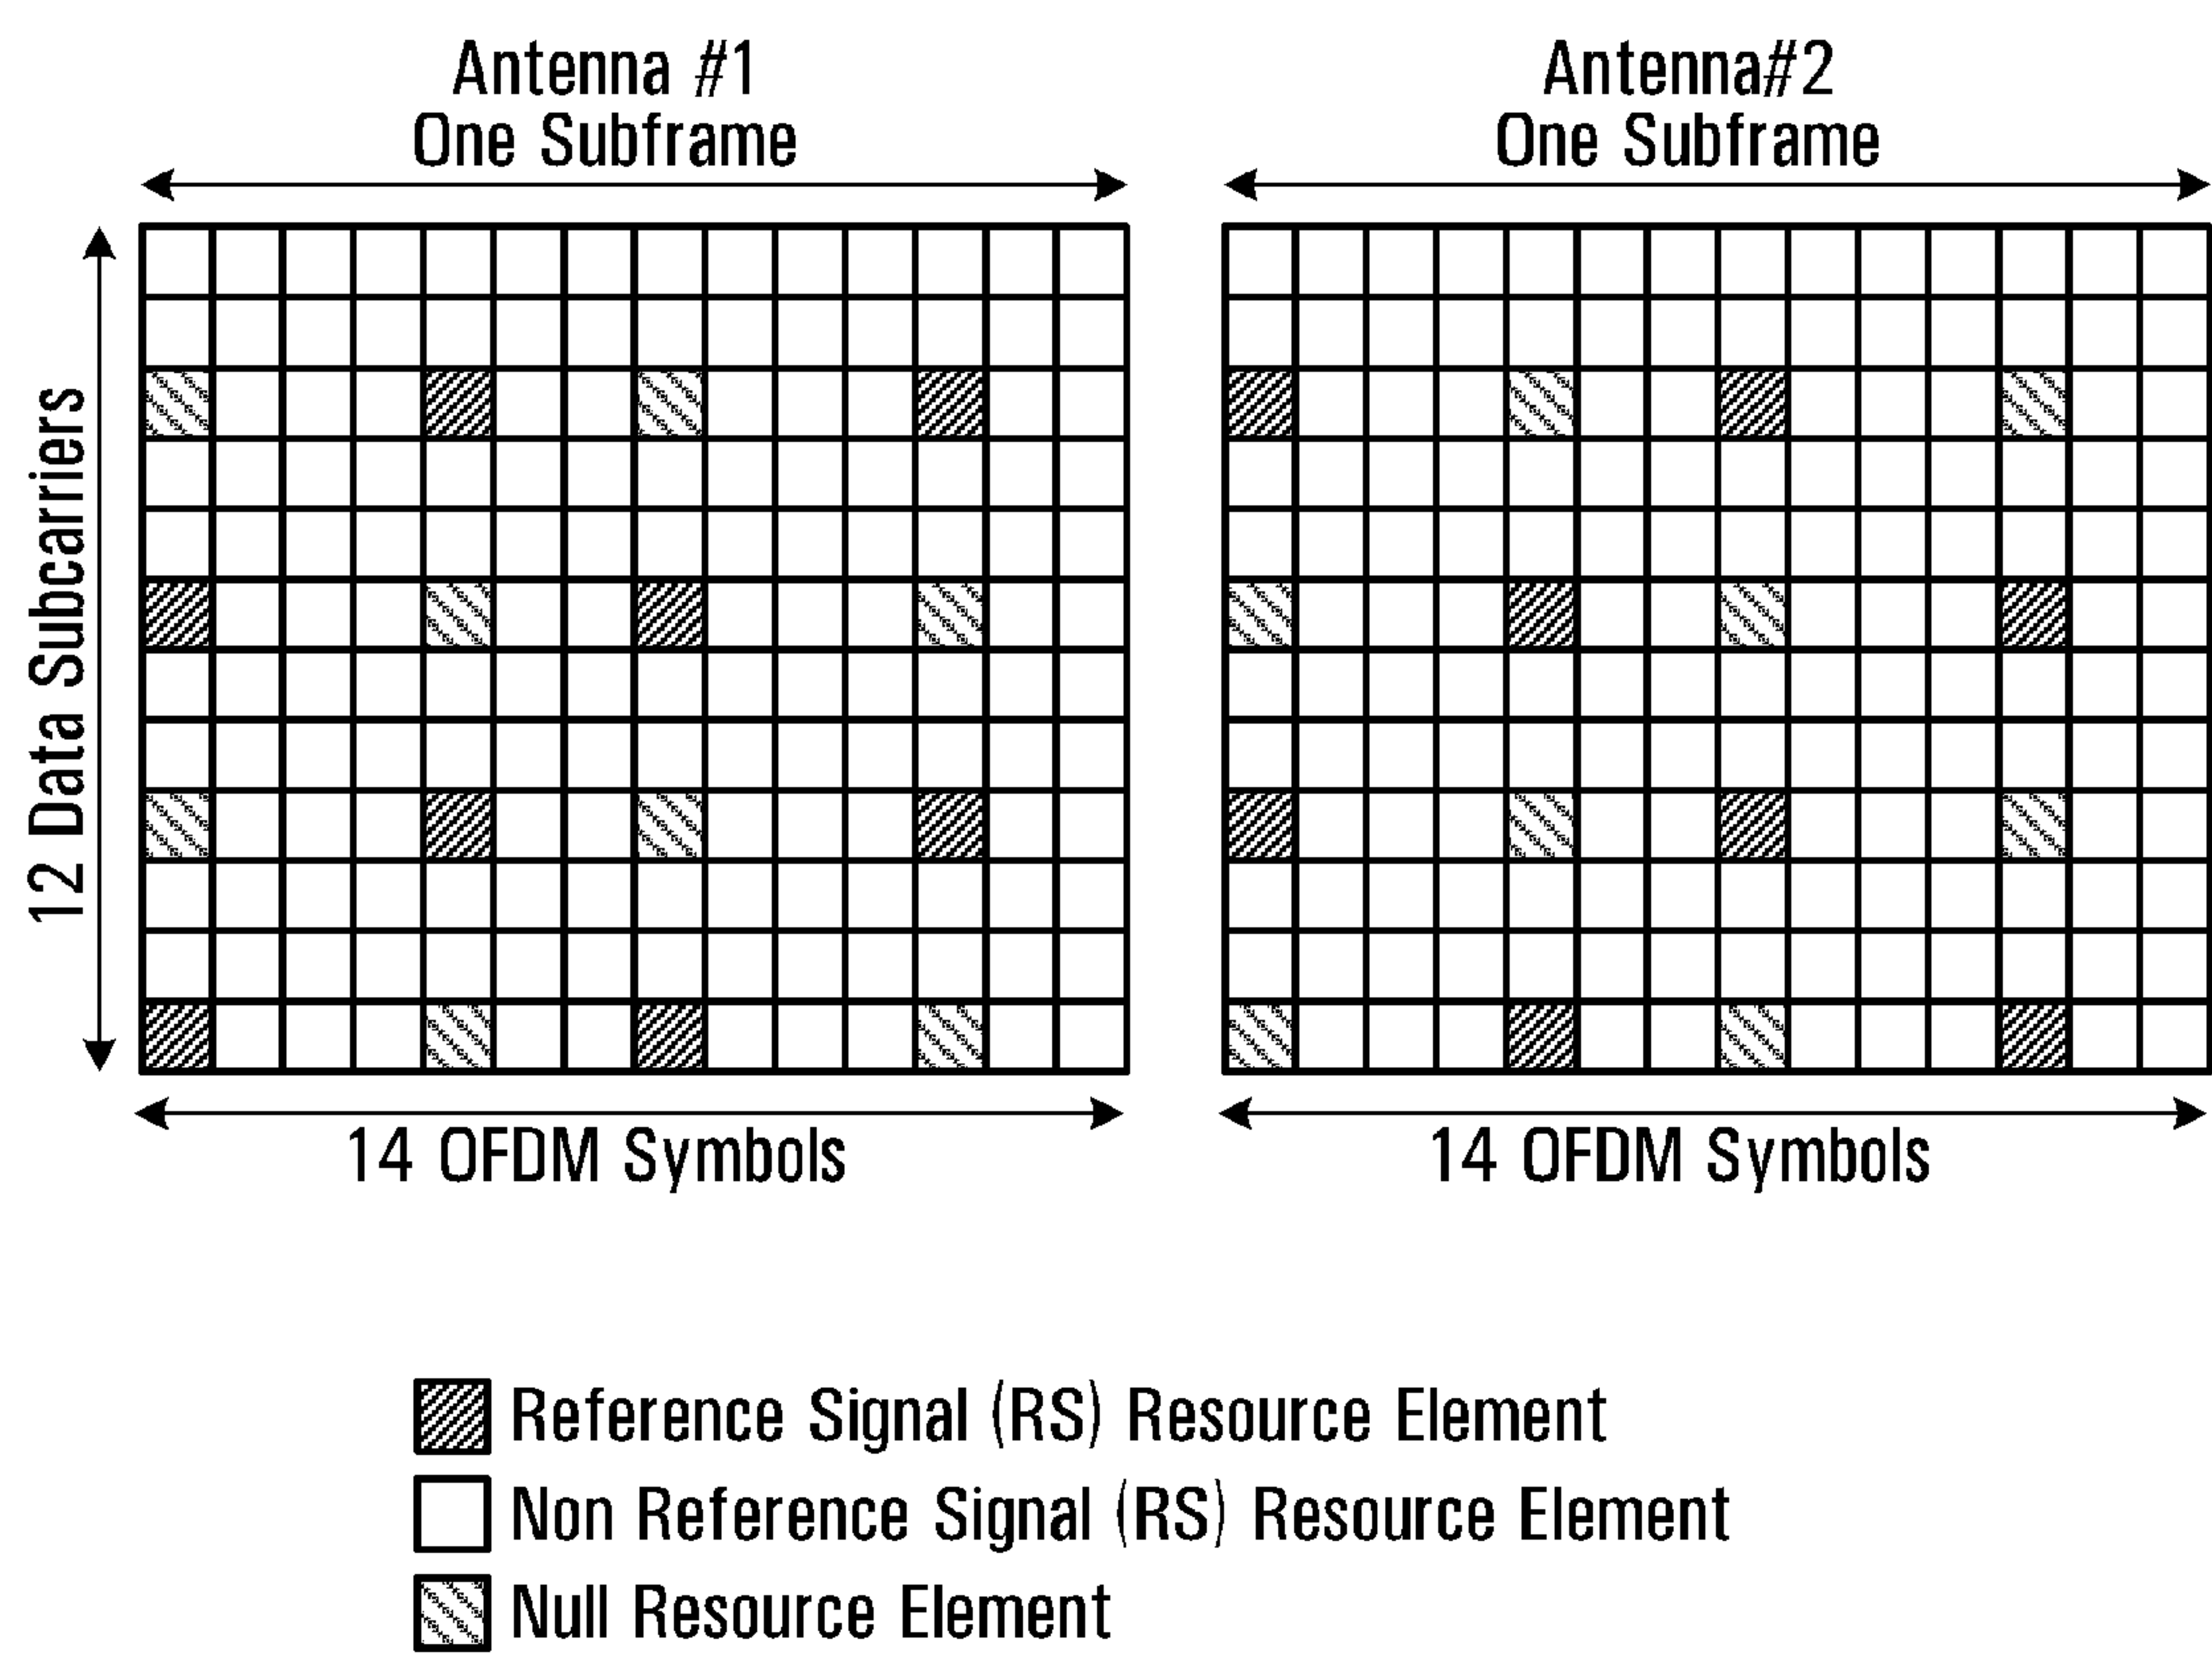 Antenna #1
One Subframe
Antenna#2
One Subframe
12 Data Subcarriers
14 OFDM Symbols
14 OFDM Symbols
Reference Signal (RS) Resource Element
Non Reference Signal (RS) Resource Element
Null Resource Element